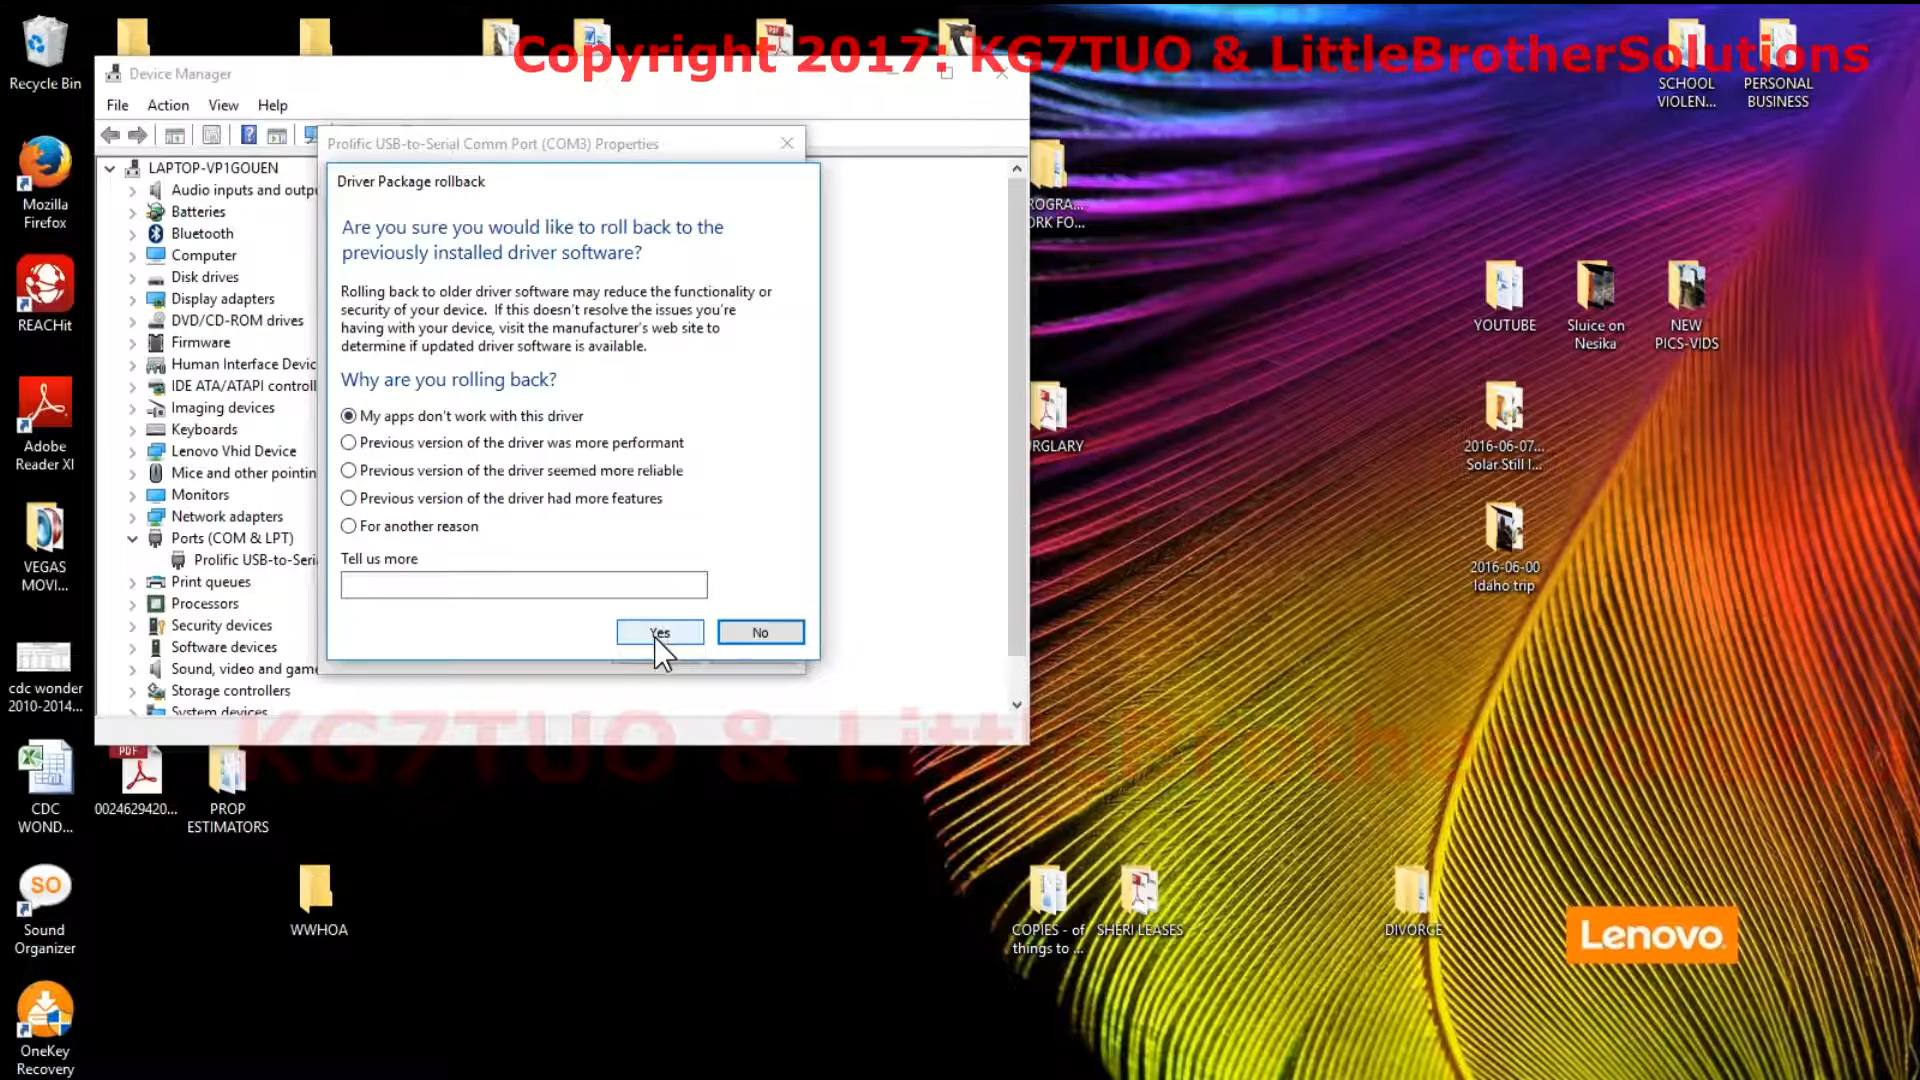 Copyright 2017: KG7TUO & LittleBrotherSolutions
Recycle Bin
Device Manager
SCHOOL
VIOLEN...
PERSONAL
BUSINESS
File
Action
View
Help
Prolific USB-to-Serial Comm Port (COM3) Properties
LAPTOP-VP1GOUEN
Audio inputs and outpu
Batteries
Bluetooth
Computer
Disk drives
Display adapters
DVD/CD-ROM drives
Firmware
Human Interface Devic
IDE ATA/ATAPI controll
Imaging devices
Keyboards
Lenovo Vhid Device
Mice and other pointin
Monitors
Network adapters
Ports (COM & LPT)
Prolific USB-to-Seri
Print queues
Processors
Security devices
Software devices
Sound, video and game
Storage controllers
System devices
Driver Package rollback
Are you sure you would like to roll back to the
previously installed driver software?
Rolling back to older driver software may reduce the functionality or
security of your device. If this doesn't resolve the issues you're
having with your device, visit the manufacturer's web site to
determine if updated driver software is available.
Why are you rolling back?
My apps don't work with this driver
Previous version of the driver was more performant
Previous version of the driver seemed more reliable
Previous version of the driver had more features
For another reason
Tell us more
Yes
No
Mozilla
Firefox
REACHit
Adobe
Reader XI
VEGAS
MOVI...
cdc wonder
2010-2014...
CDC
WOND...
Sound
Organizer
OneKey
Recovery
ROGRA...
ORK FO...
RGLARY
YOUTUBE
Sluice on
Nesika
NEW
PICS-VIDS
2016-06-07...
Solar Still I...
2016-06-00
Idaho trip
KG7TUO & LittleBrotherSolutio
PDF
0024629420...
PROP
ESTIMATORS
WWHOA
COPIES - of
things to ...
SHERI LEASES
DIVORCE
Lenovo